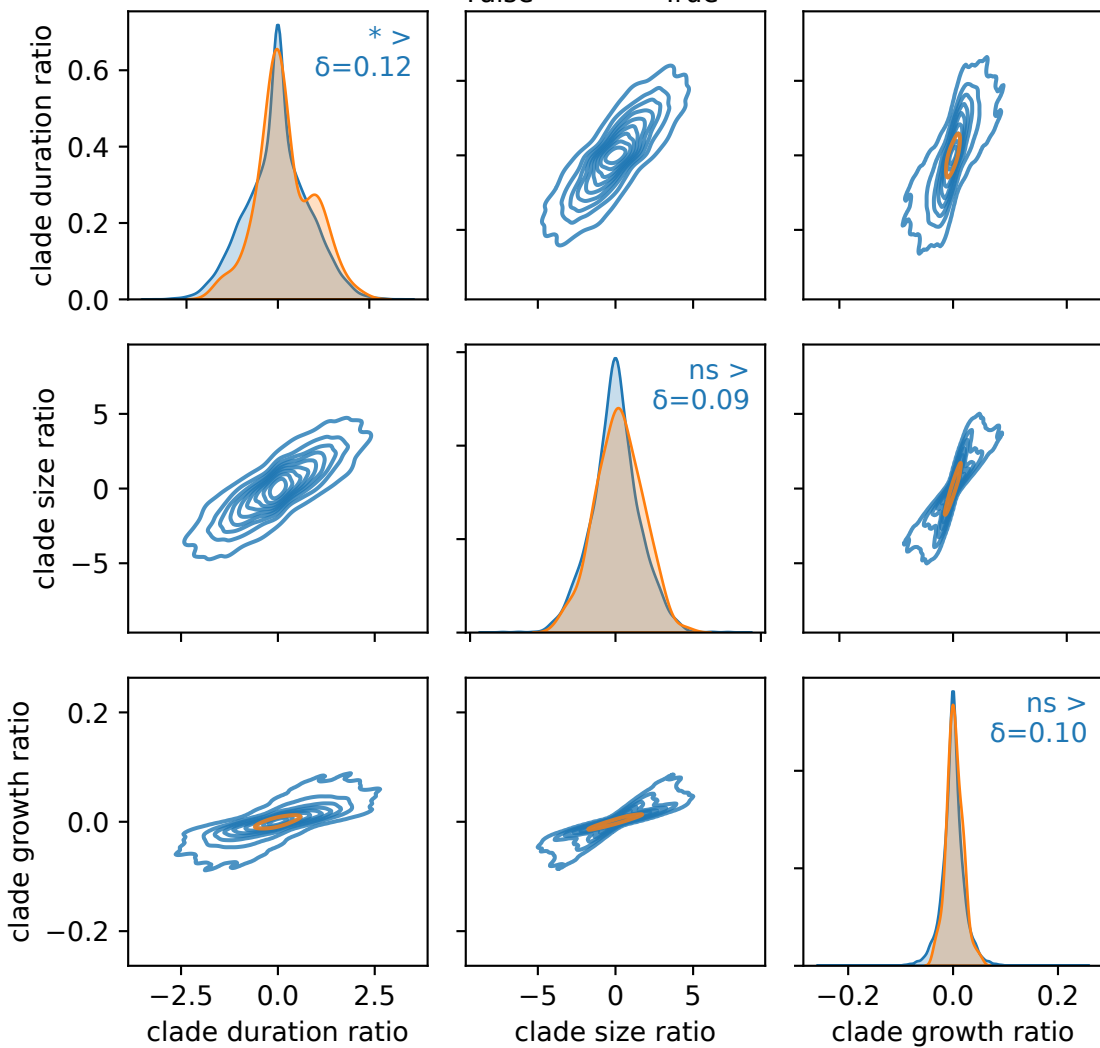 clade duration ratio
0.6
0.4
0.2
0.0
* >
δ=0.12
clade size ratio
5
0
−5
ns >
δ=0.09
clade growth ratio
0.2
0.0
−0.2
ns >
δ=0.10
−2.5 0.0 2.5
clade duration ratio
−5 0 5
clade size ratio
−0.2 0.0 0.2
clade growth ratio